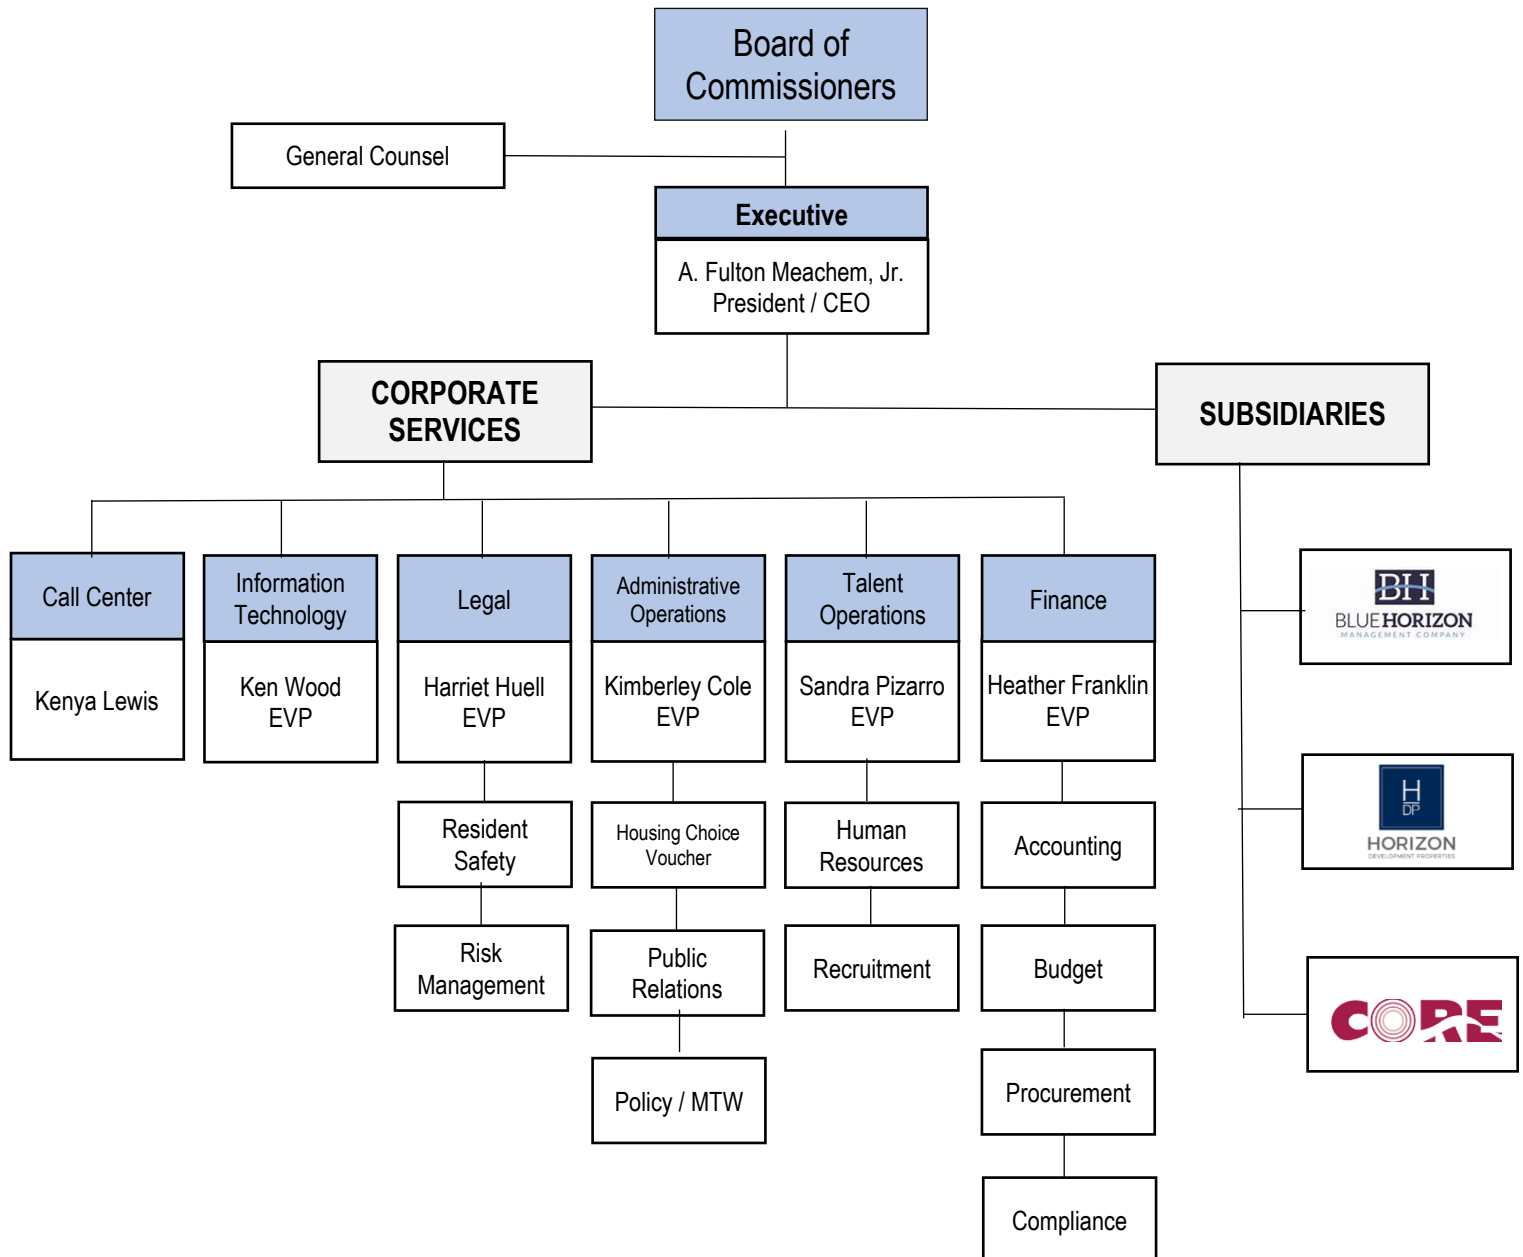 Board of
Commissioners
General Counsel
Executive
A. Fulton Meachem, Jr.
President / CEO
CORPORATE
SERVICES
SUBSIDIARIES
Call Center
Kenya Lewis
Information
Technology
Ken Wood
EVP
Legal
Harriet Huell
EVP
Resident
Safety
Risk
Management
Administrative
Operations
Kimberley Cole
EVP
Housing Choice
Voucher
Public
Relations
Policy / MTW
Talent
Operations
Sandra Pizarro
EVP
Human
Resources
Recruitment
Finance
Heather Franklin
EVP
Accounting
Budget
Procurement
Compliance
BH
BLUEHORIZON
MANAGEMENT COMPANY
H
DP
HORIZON
DEVELOPMENT PROPERTIES
CORE